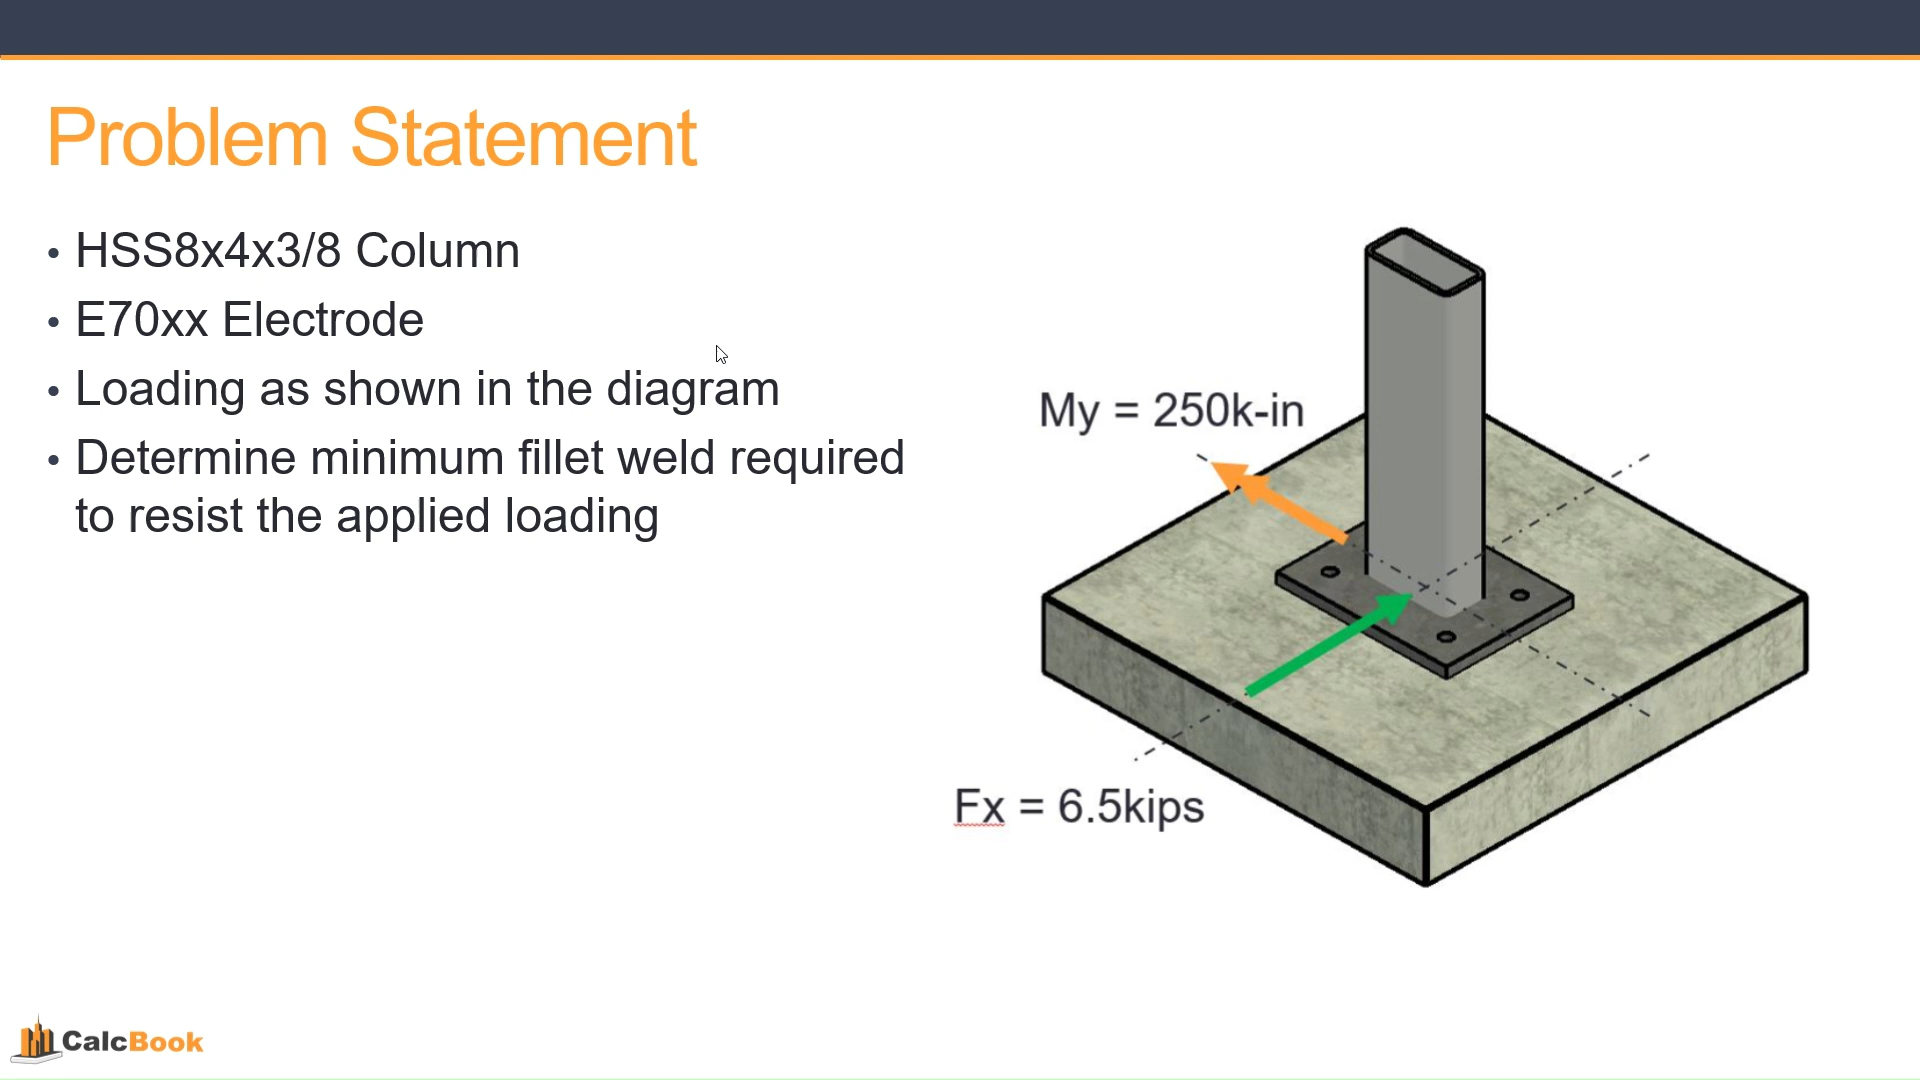 Problem Statement
• HSS8x4x3/8 Column
• E70xx Electrode
• Loading as shown in the diagram
• Determine minimum fillet weld required
to resist the applied loading
My = 250k-in
Fx = 6.5kips
CalcBook